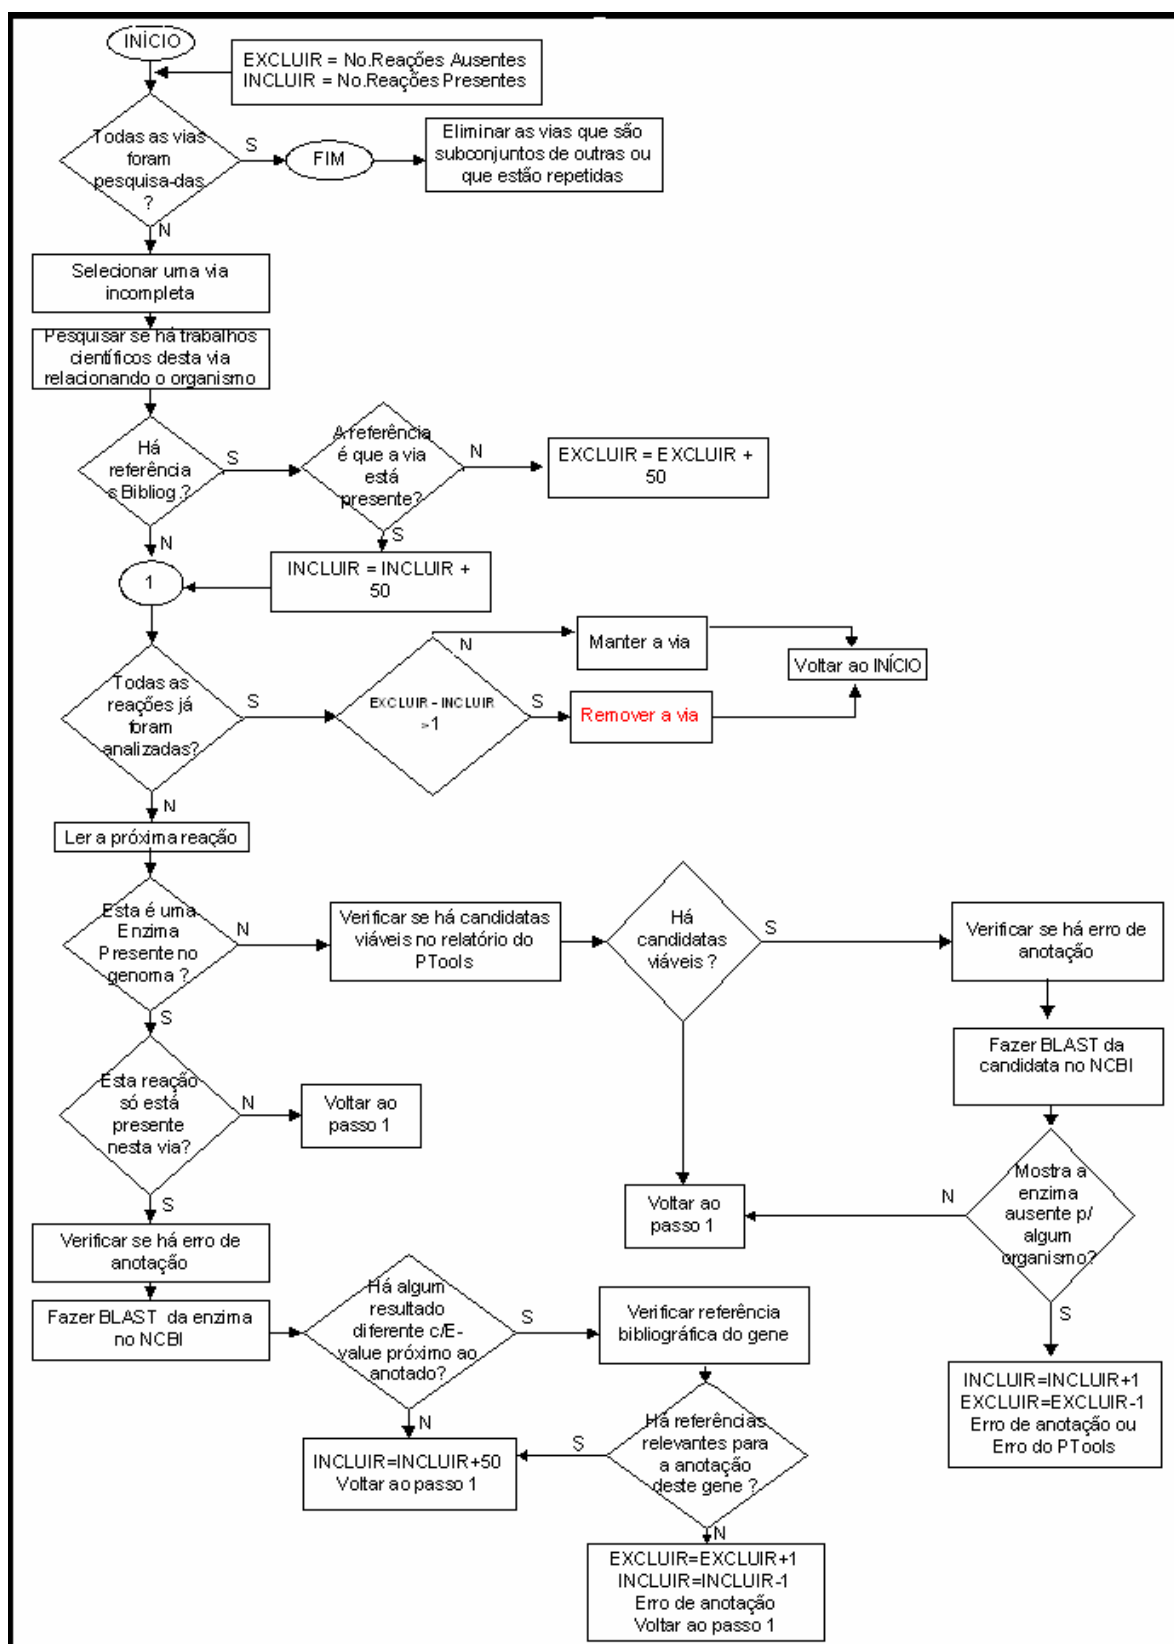 INÍCIO
EXCLUIR = No.Reações Ausentes
INCLUIR = No.Reações Presentes
Todas as vias
foram
pesquisa-das
?
S
FIM
Eliminar as vias que são
subconjuntos de outras ou
que estão repetidas
N
Selecionar uma via
incompleta
Pesquisar se há trabalhos
científicos desta via
relacionando o organismo
Há
referência
s Bibliog.?
S
A referência
é que a via
está
presente?
N
EXCLUIR = EXCLUIR +
50
N
S
1
INCLUIR = INCLUIR +
50
Todas as
reações já
foram
analizadas?
S
EXCLUIR - INCLUIR
>1
N
Manter a via
Voltar ao INÍCIO
S
Remover a via
N
Ler a próxima reação
Esta é uma
Enzima
Presente no
genoma ?
N
Verificar se há candidatas
viáveis no relatório do
PTools
Há
candidatas
viáveis ?
S
Verificar se há erro de
anotação
Fazer BLAST da
candidata no NCBI
S
Esta reação
só está
presente
nesta via?
N
Voltar ao
passo 1
Mostra a
enzima
ausente p/
algum
organismo?
N
Voltar ao
passo 1
S
Verificar se há erro de
anotação
Fazer BLAST da enzima
no NCBI
Há algum
resultado
diferente c/E-
value próximo ao
anotado?
S
Verificar referência
bibliográfica do gene
S
INCLUIR=INCLUIR+1
EXCLUIR=EXCLUIR-1
Erro de anotação ou
Erro do PTools
N
INCLUIR=INCLUIR+50
Voltar ao passo 1
S
Há referências
relevantes para
a anotação
deste gene ?
N
EXCLUIR=EXCLUIR+1
INCLUIR=INCLUIR-1
Erro de anotação
Voltar ao passo 1